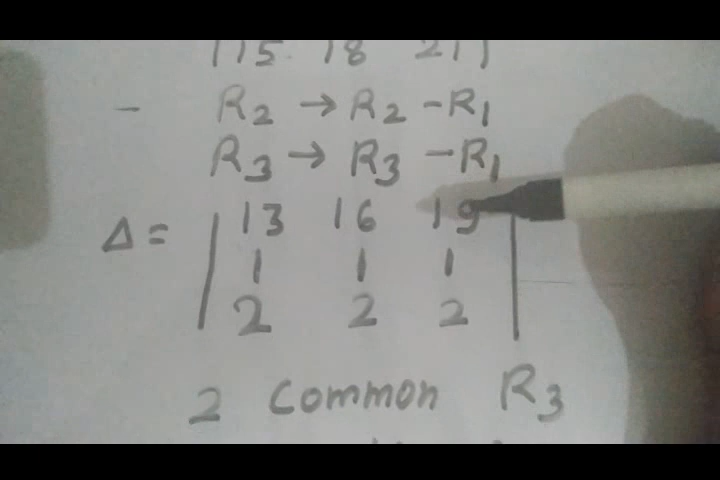 |15 18 21|
- R2 → R2 -R1
R3 → R3 -R1
Δ = | 13 16 19 |
1 1 1
2 2 2
2 Common R3